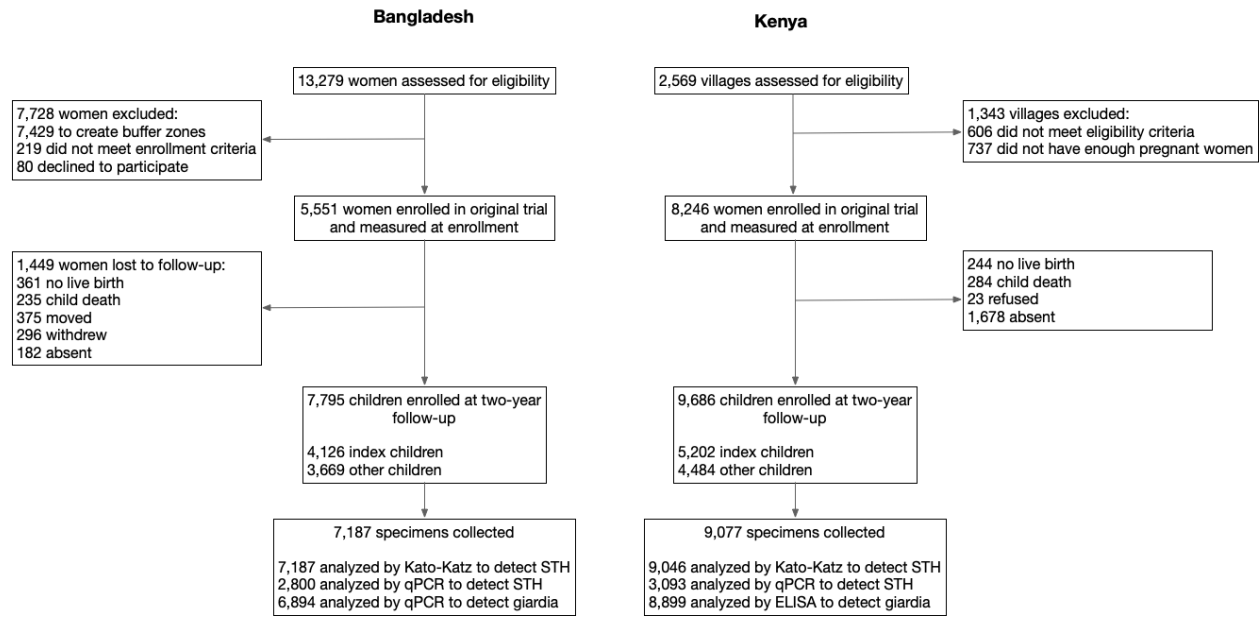 Bangladesh
13,279 women assessed for eligibility
7,728 women excluded:
7,429 to create buffer zones
219 did not meet enrollment criteria
80 declined to participate
5,551 women enrolled in original trial
and measured at enrollment
1,449 women lost to follow-up:
361 no live birth
235 child death
375 moved
296 withdrew
182 absent
7,795 children enrolled at two-year
follow-up
4,126 index children
3,669 other children
7,187 specimens collected
7,187 analyzed by Kato-Katz to detect STH
2,800 analyzed by qPCR to detect STH
6,894 analyzed by qPCR to detect giardia
Kenya
2,569 villages assessed for eligibility
1,343 villages excluded:
606 did not meet eligibility criteria
737 did not have enough pregnant women
8,246 women enrolled in original trial
and measured at enrollment
244 no live birth
284 child death
23 refused
1,678 absent
9,686 children enrolled at two-year
follow-up
5,202 index children
4,484 other children
9,077 specimens collected
9,046 analyzed by Kato-Katz to detect STH
3,093 analyzed by qPCR to detect STH
8,899 analyzed by ELISA to detect giardia